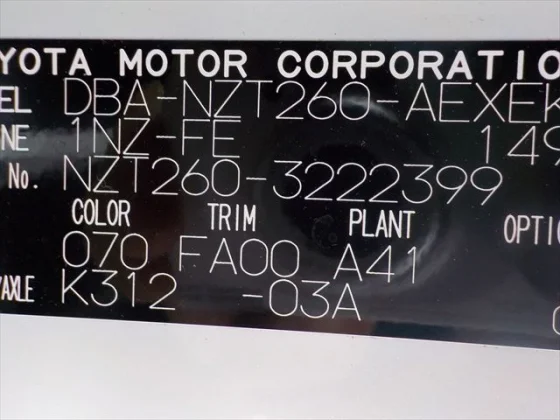 YOTA MOTOR CORPORATIO
EL DBA-NZT260-AEXEK
NE 1NZ-FE 149
No. NZT260-3222399
COLOR TRIM PLANT OPTIO
070 FA00 A41
AXLE K312 -03A